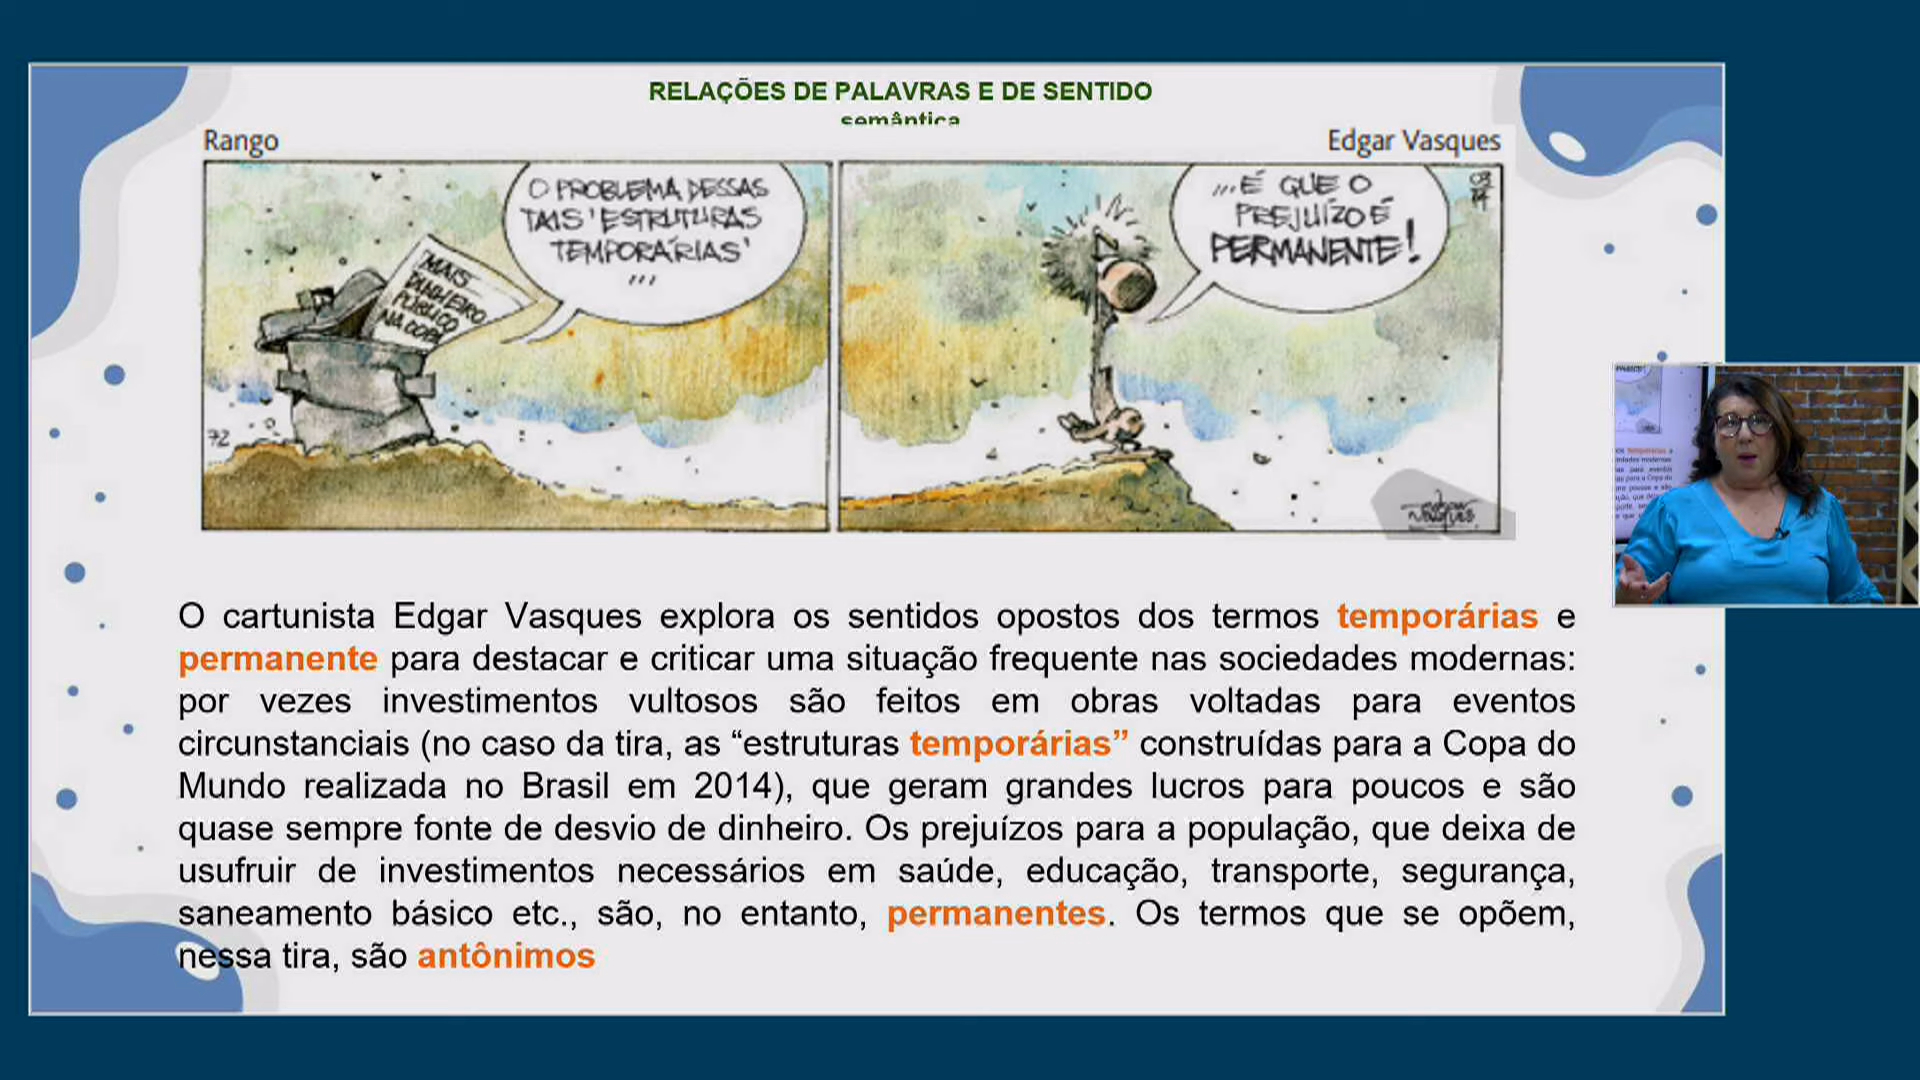 RELAÇÕES DE PALAVRAS E DE SENTIDO
semântica
Rango
Edgar Vasques
O PROBLEMA DESSAS
TAIS 'ESTRUTURAS
TEMPORÁRIAS'
...
MAIS
DINHEIRO
PÚBLICO
NA COPA
72
...É QUE O
PREJUÍZO É
PERMANENTE!
03
14
O cartunista Edgar Vasques explora os sentidos opostos dos termos temporárias e
permanente para destacar e criticar uma situação frequente nas sociedades modernas:
por vezes investimentos vultosos são feitos em obras voltadas para eventos
circunstanciais (no caso da tira, as “estruturas temporárias” construídas para a Copa do
Mundo realizada no Brasil em 2014), que geram grandes lucros para poucos e são
quase sempre fonte de desvio de dinheiro. Os prejuízos para a população, que deixa de
usufruir de investimentos necessários em saúde, educação, transporte, segurança,
saneamento básico etc., são, no entanto, permanentes. Os termos que se opõem,
nessa tira, são antônimos